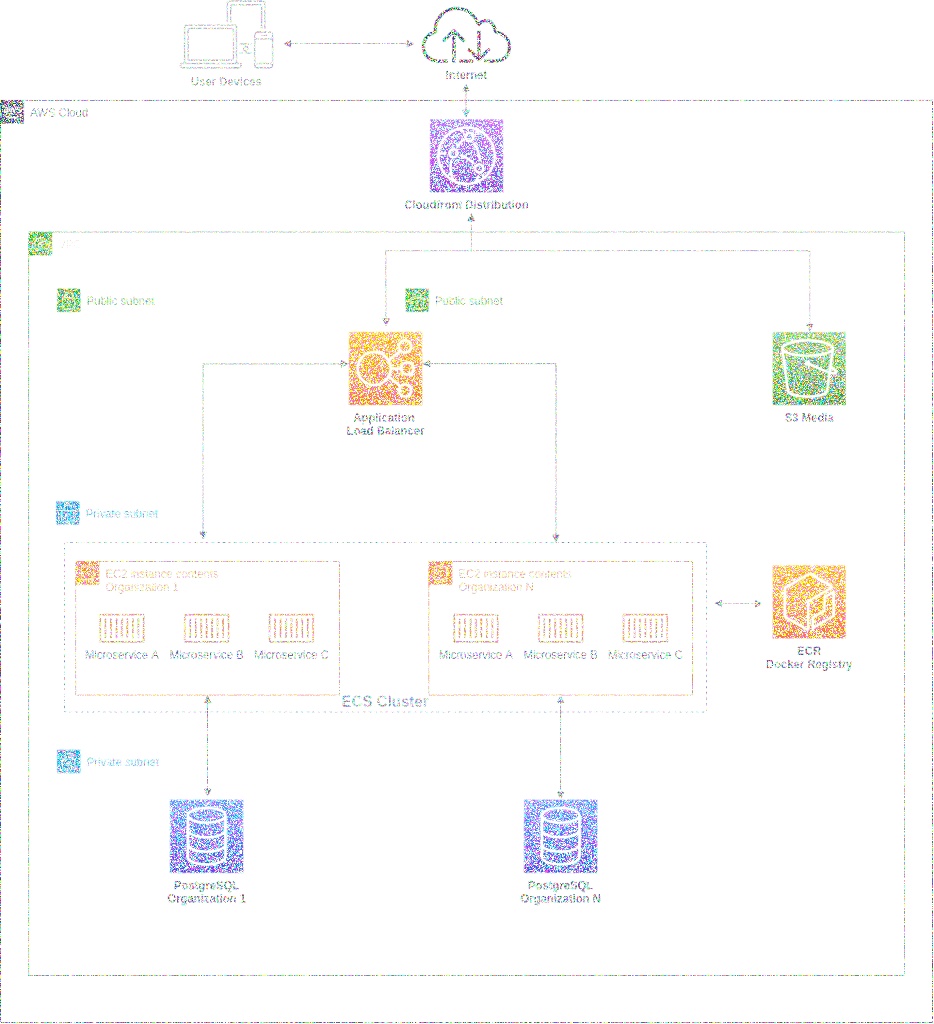 User Devices
Internet
AWS Cloud
Cloudfront Distribution
Public subnet
Public subnet
Application
Load Balancer
S3 Media
Private subnet
EC2 instance contents
Organization 1
EC2 instance contents
Organization N
Microservice A
Microservice B
Microservice C
Microservice A
Microservice B
Microservice C
ECR
Docker Registry
ECS Cluster
Private subnet
PostgreSQL
Organization 1
PostgreSQL
Organization N